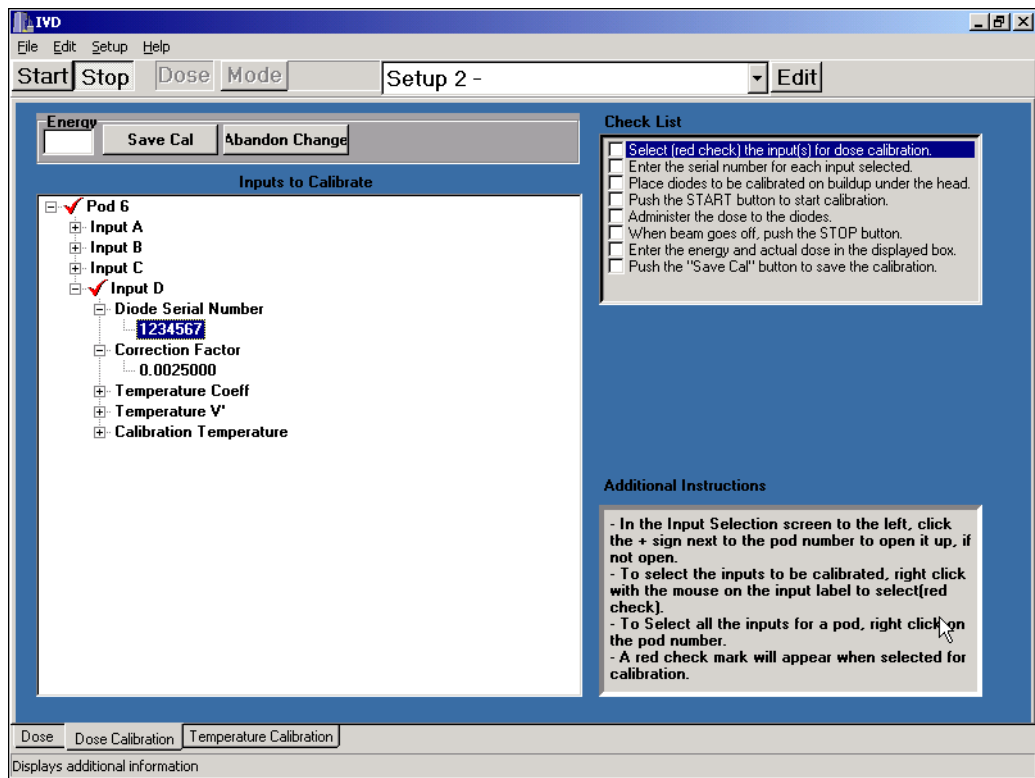 IVD
File Edit Setup Help
Start Stop Dose Mode Setup 2 - Edit
Energy
Save Cal Abandon Change
Inputs to Calibrate
Pod 6
Input A
Input B
Input C
Input D
Diode Serial Number
1234567
Correction Factor
0.0025000
Temperature Coeff
Temperature V'
Calibration Temperature
Check List
Select (red check) the input(s) for dose calibration.
Enter the serial number for each input selected.
Place diodes to be calibrated on buildup under the head.
Push the START button to start calibration.
Administer the dose to the diodes.
When beam goes off, push the STOP button.
Enter the energy and actual dose in the displayed box.
Push the "Save Cal" button to save the calibration.
Additional Instructions
- In the Input Selection screen to the left, click
the + sign next to the pod number to open it up, if
not open.
- To select the inputs to be calibrated, right click
with the mouse on the input label to select(red
check).
- To Select all the inputs for a pod, right click on
the pod number.
- A red check mark will appear when selected for
calibration.
Dose Dose Calibration Temperature Calibration
Displays additional information